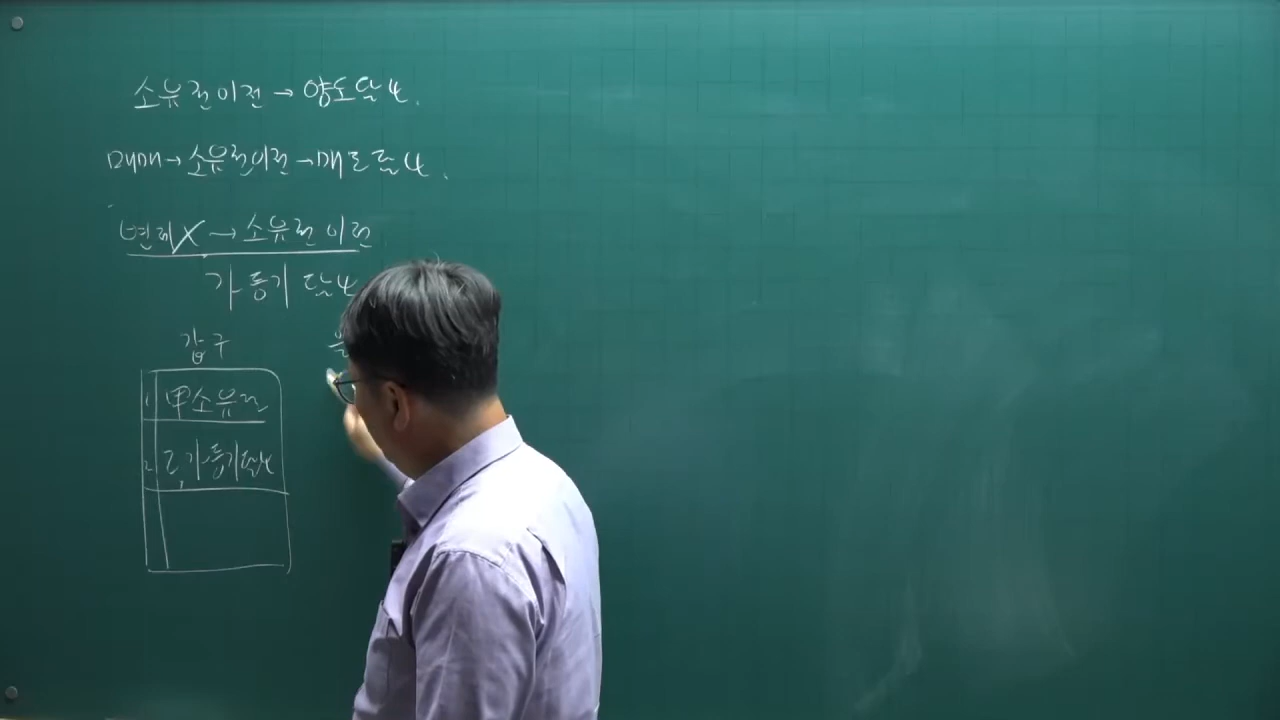 소유권이전 → 양도담보.
매매 → 소유권이전 → 매도담보.
변제X → 소유권 이전
가등기 담보
갑구 을
1 甲소유권
2 乙,가등기담보